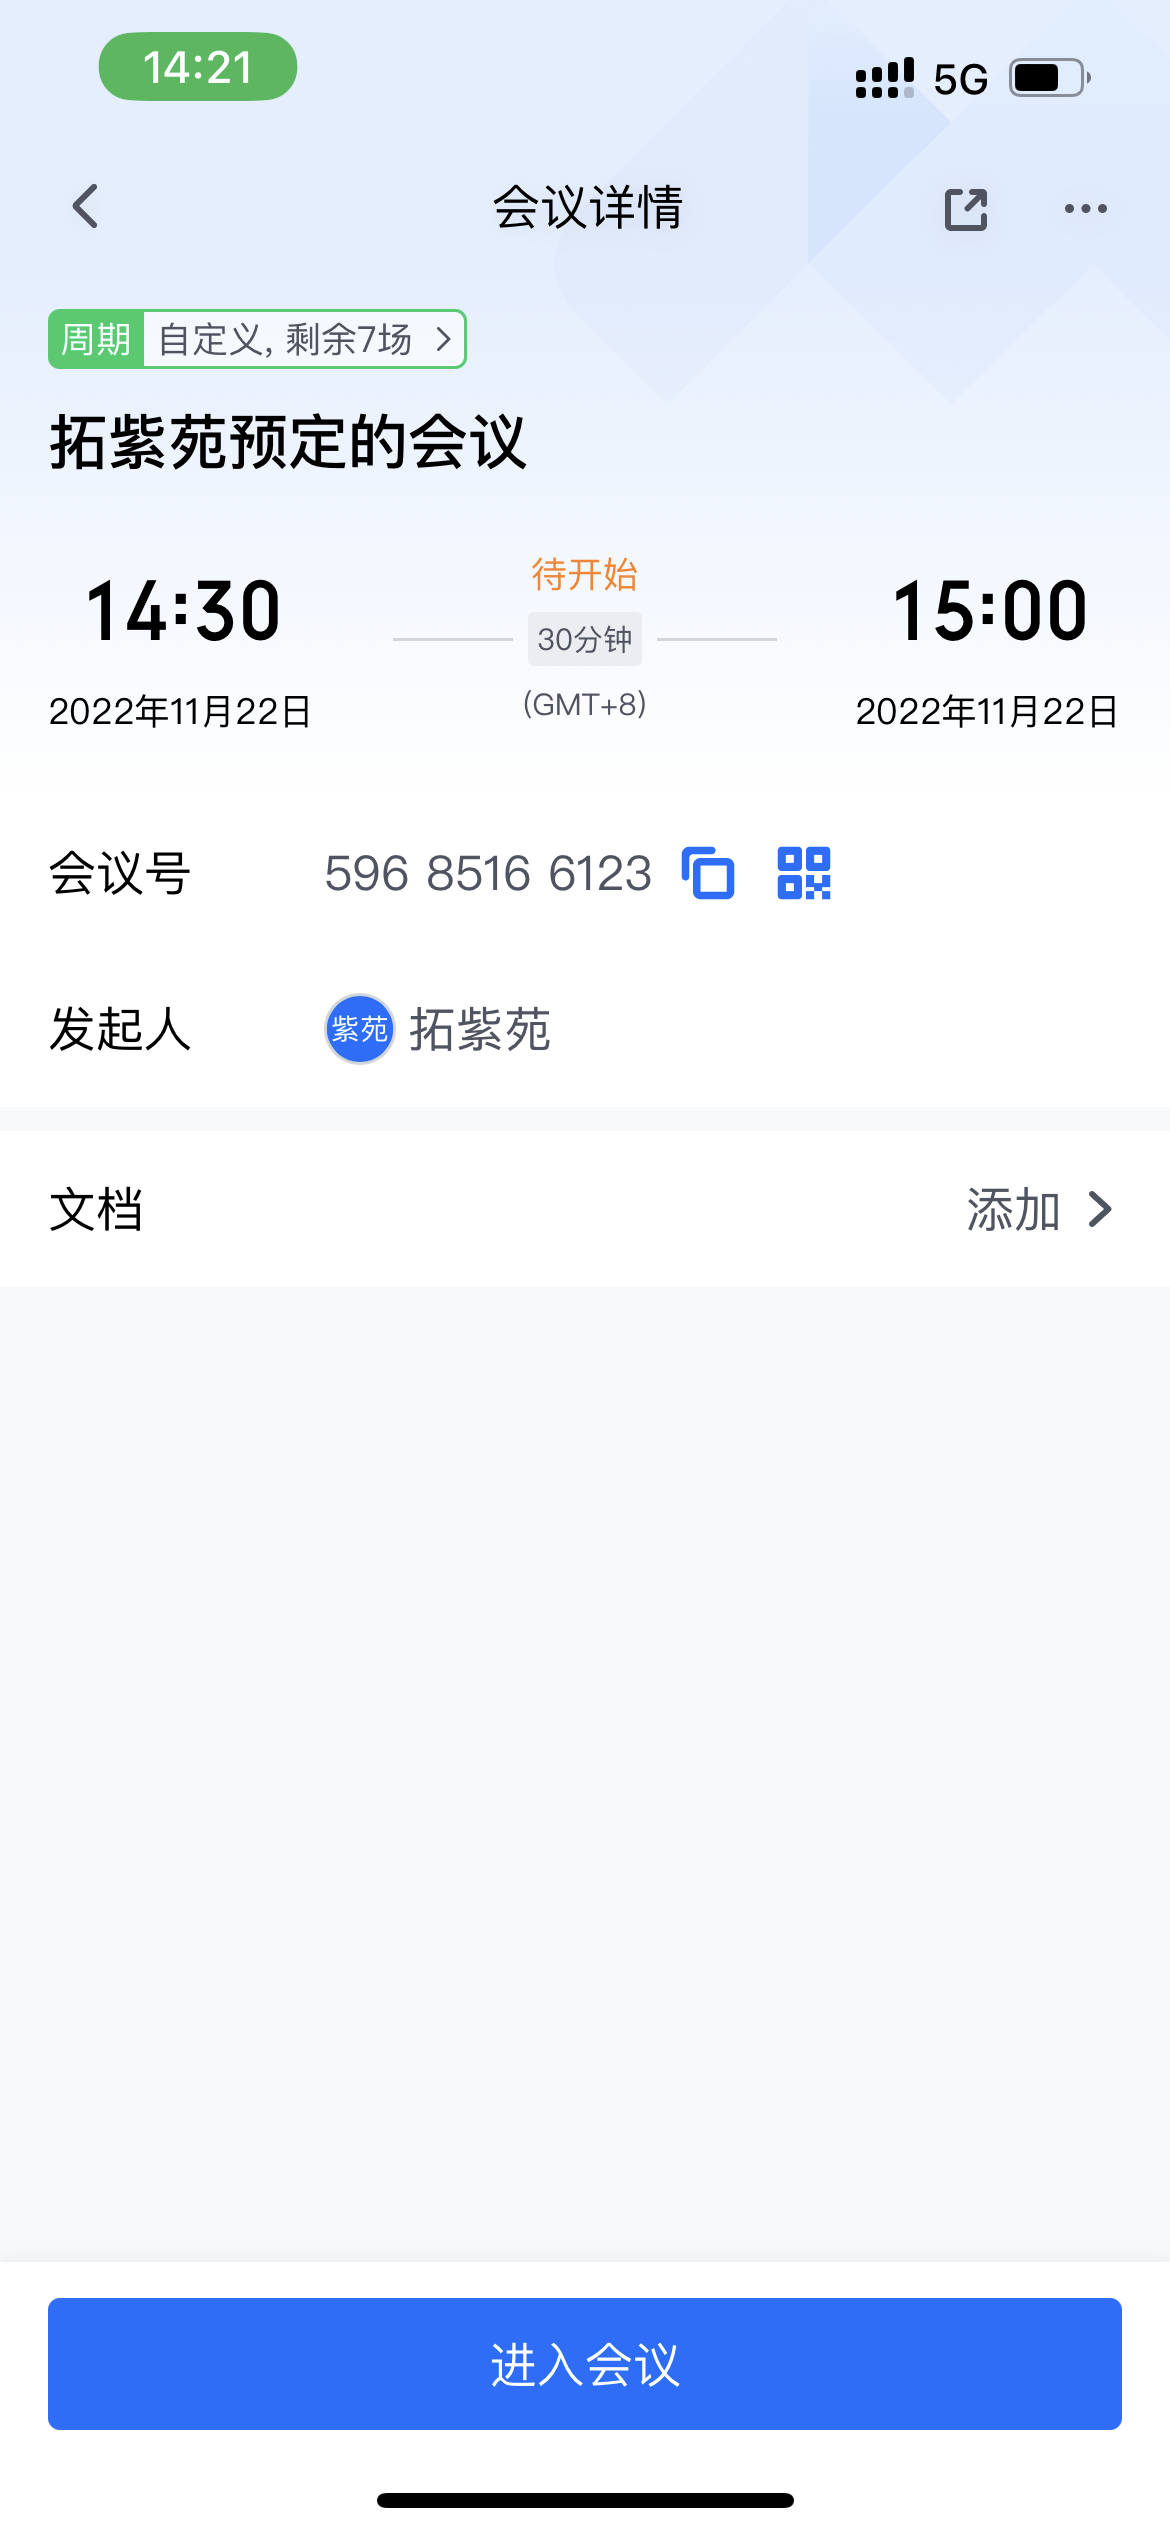 14:21
5G
会议详情
周期 自定义, 剩余7场
拓紫苑预定的会议
待开始
14:30 30分钟 15:00
2022年11月22日 (GMT+8) 2022年11月22日
会议号 596 8516 6123
发起人 紫苑 拓紫苑
文档 添加
进入会议